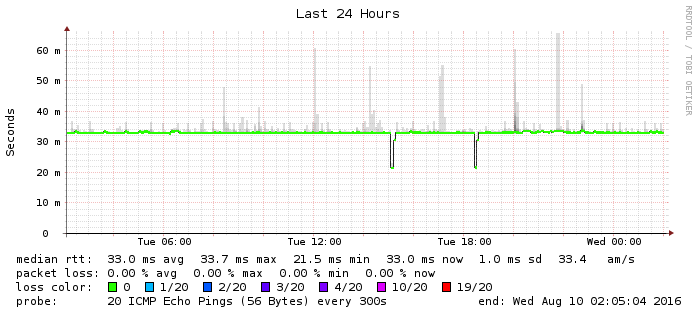 Last 24 Hours
RRDTOOL / TOBI OETIKER
Seconds
60 m
50 m
40 m
30 m
20 m
10 m
0
Tue 06:00 Tue 12:00 Tue 18:00 Wed 00:00
median rtt: 33.0 ms avg 33.7 ms max 21.5 ms min 33.0 ms now 1.0 ms sd 33.4 am/s
packet loss: 0.00 % avg 0.00 % max 0.00 % min 0.00 % now
loss color: 0 1/20 2/20 3/20 4/20 10/20 19/20
probe: 20 ICMP Echo Pings (56 Bytes) every 300s end: Wed Aug 10 02:05:04 2016